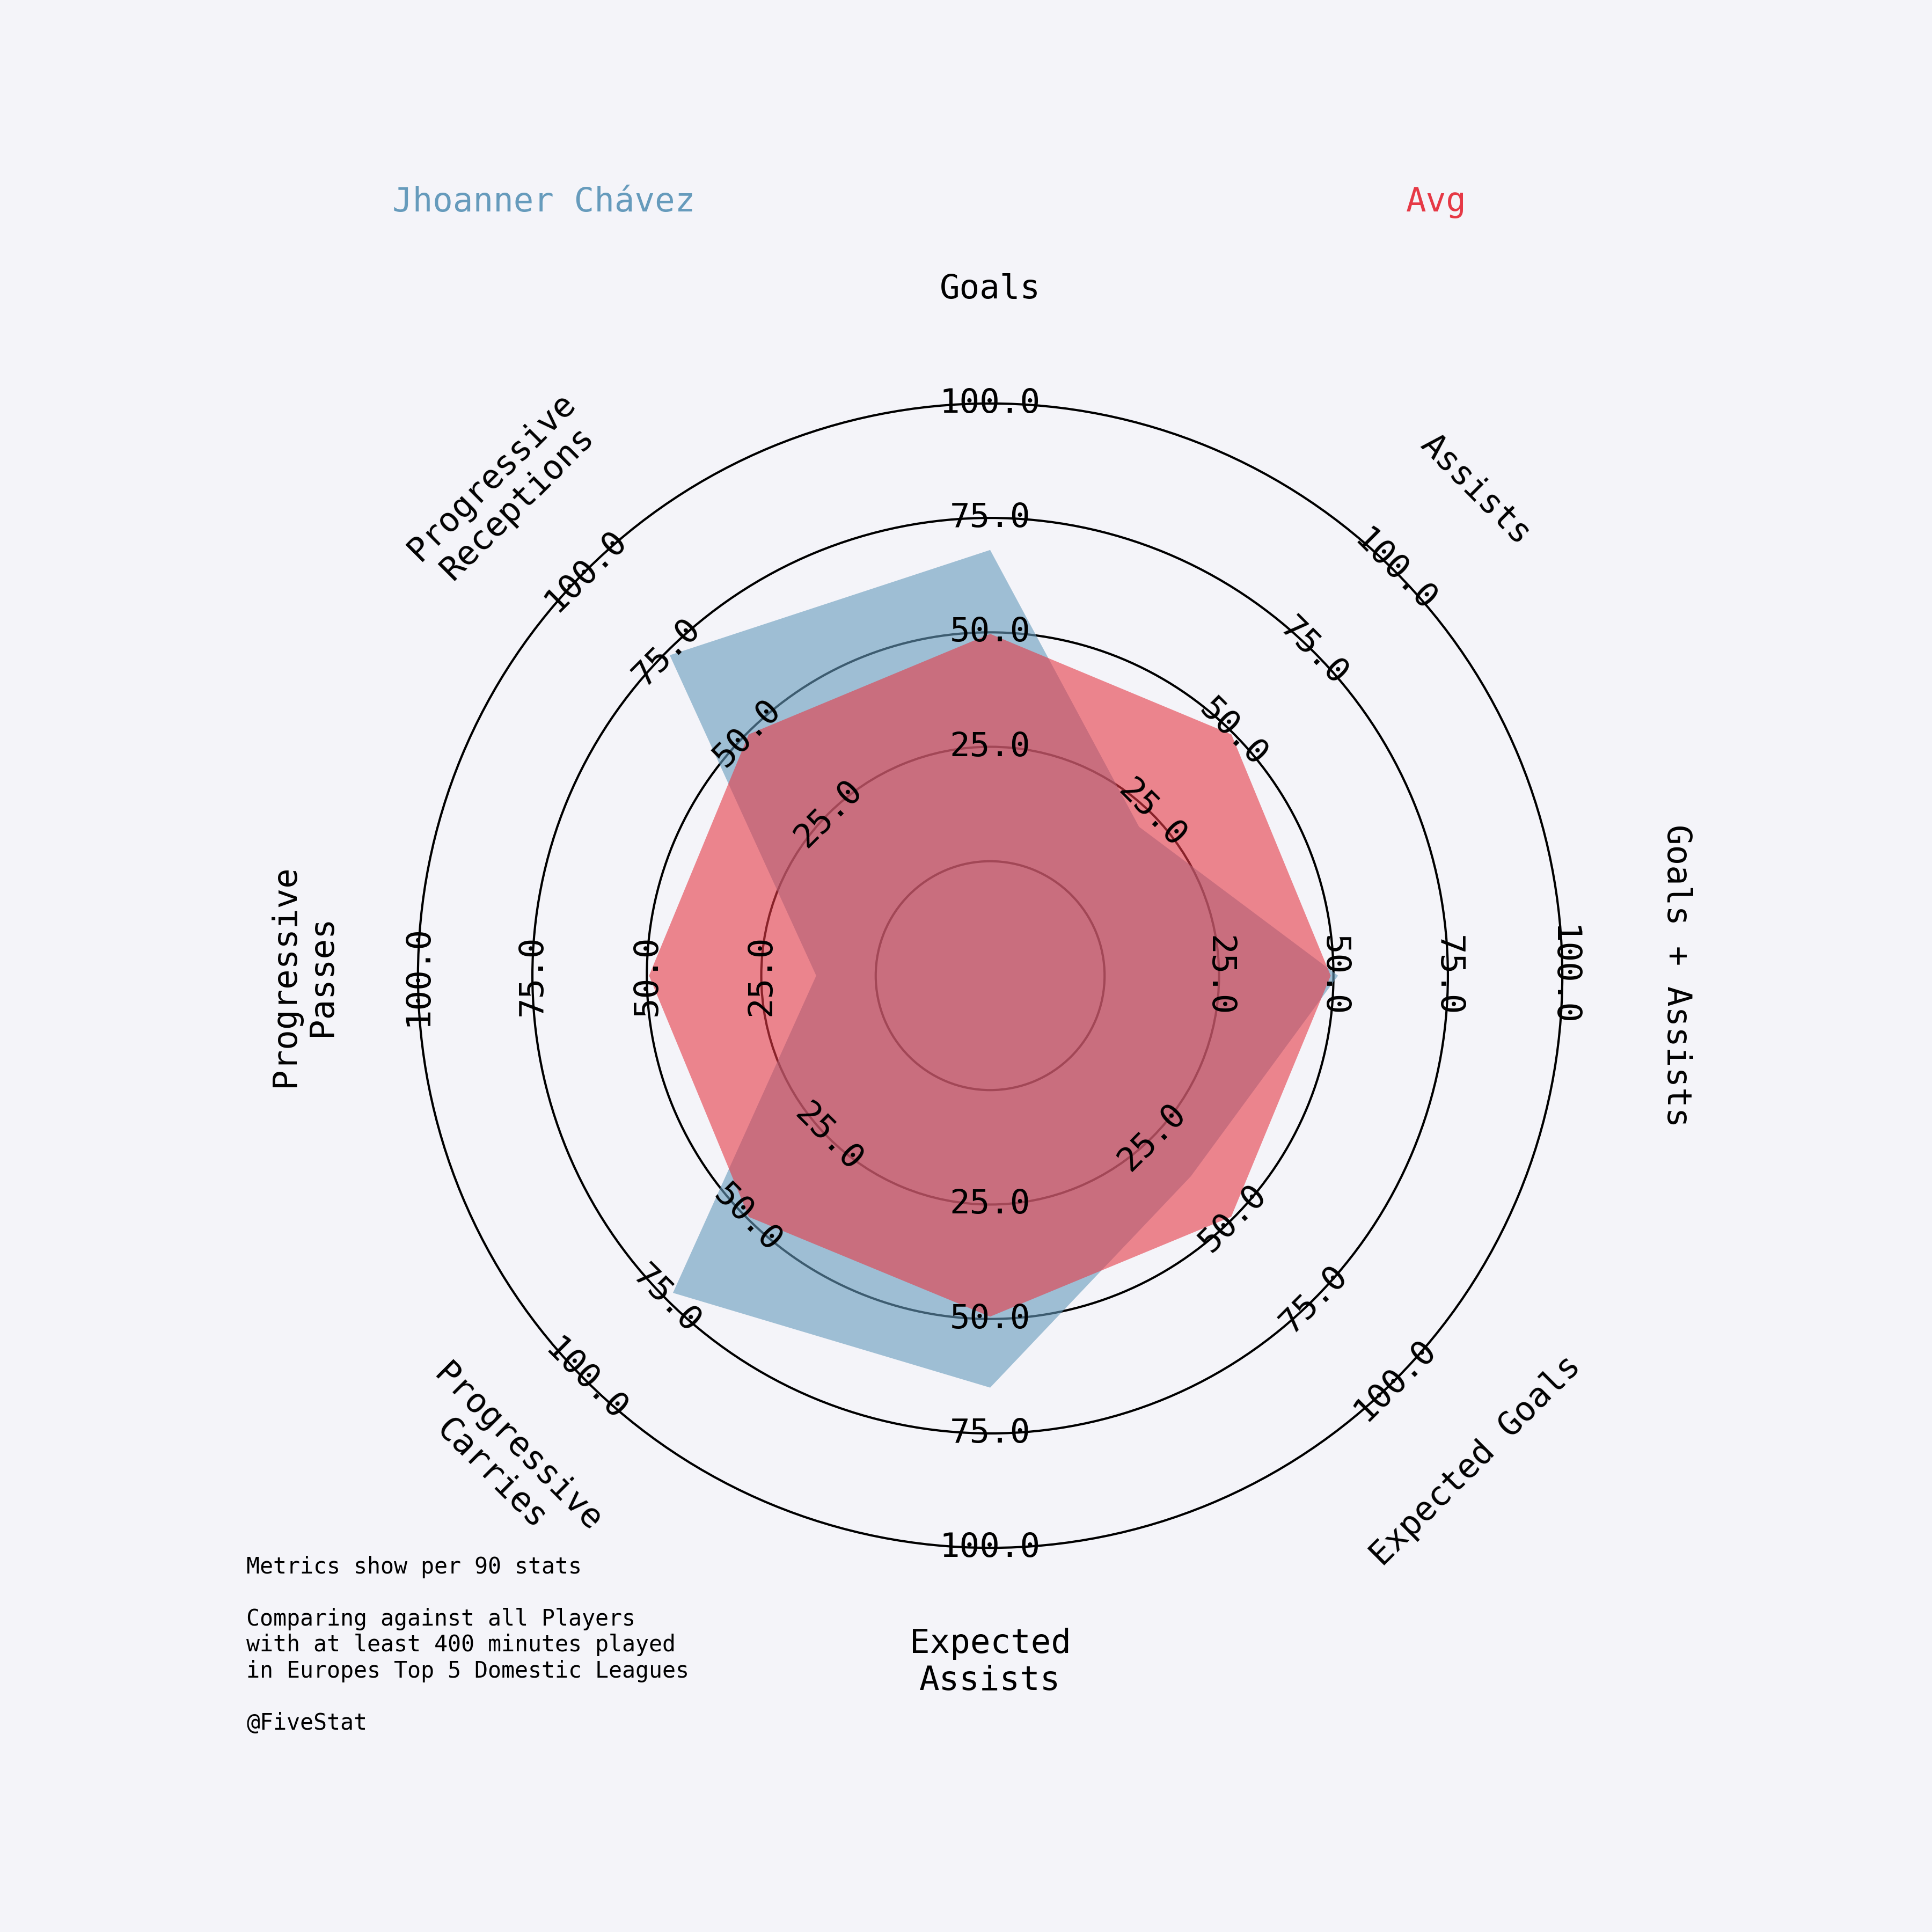 Jhoanner Chávez
Avg
Goals
Assists
Goals + Assists
Expected Goals
Expected
Assists
Progressive
Carries
Progressive
Passes
Progressive
Receptions
25.0
50.0
75.0
100.0
25.0
50.0
75.0
100.0
25.0
50.0
75.0
100.0
25.0
50.0
75.0
100.0
25.0
50.0
75.0
100.0
25.0
50.0
75.0
100.0
25.0
50.0
75.0
100.0
25.0
50.0
75.0
100.0
Metrics show per 90 stats
Comparing against all Players
with at least 400 minutes played
in Europes Top 5 Domestic Leagues
@FiveStat